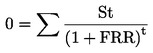 0 = ∑ St / (1 + FRR)^t